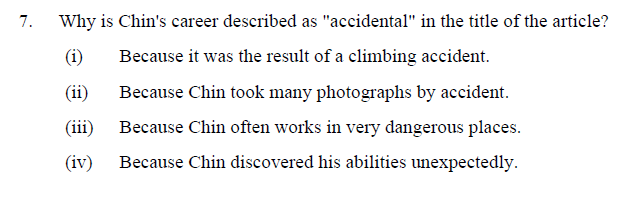 7. Why is Chin's career described as "accidental" in the title of the article?
(i) Because it was the result of a climbing accident.
(ii) Because Chin took many photographs by accident.
(iii) Because Chin often works in very dangerous places.
(iv) Because Chin discovered his abilities unexpectedly.